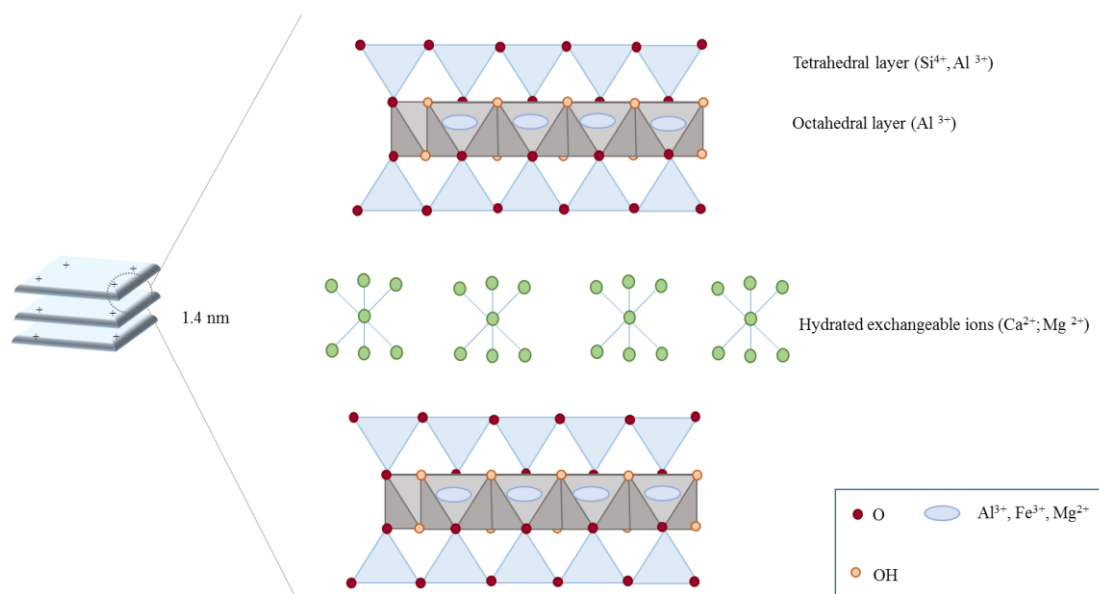 Tetrahedral layer (Si⁴⁺, Al ³⁺)
Octahedral layer (Al ³⁺)
+ +
+ +
1.4 nm
Hydrated exchangeable ions (Ca²⁺; Mg ²⁺)
+ +
O Al³⁺, Fe³⁺, Mg²⁺
OH